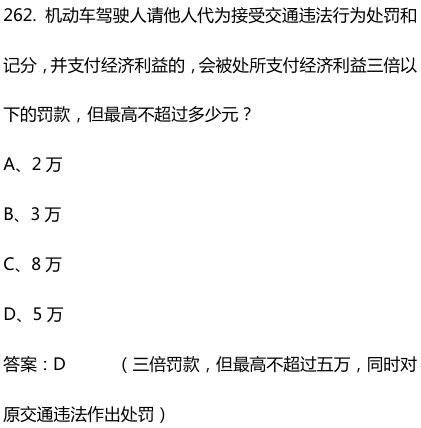 262. 机动车驾驶人请他人代为接受交通违法行为处罚和
记分，并支付经济利益的，会被处所支付经济利益三倍以
下的罚款，但最高不超过多少元？
A、2 万
B、3 万
C、8 万
D、5 万
答案：D （三倍罚款，但最高不超过五万，同时对
原交通违法作出处罚）